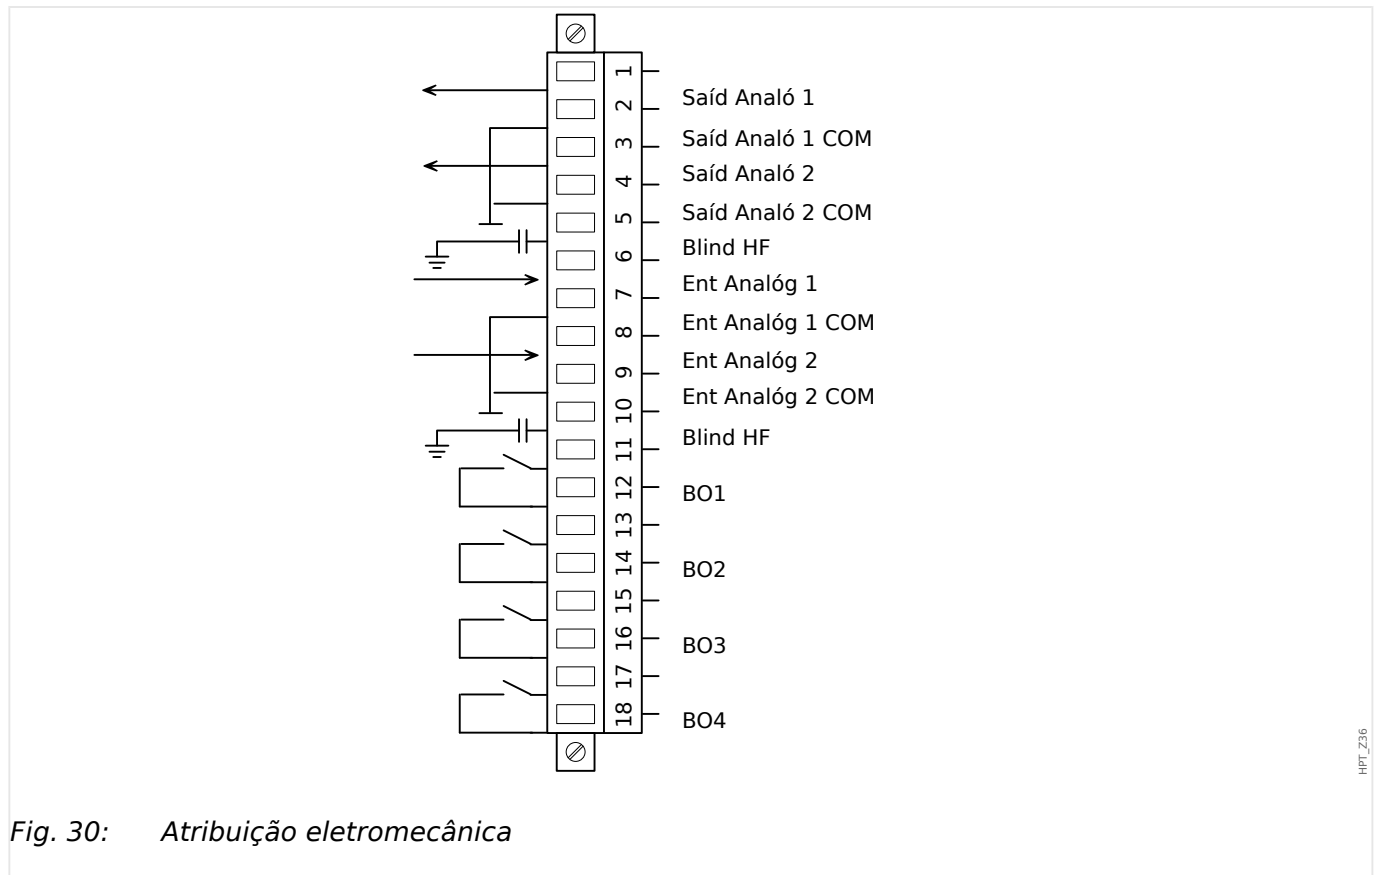 1
2
Saíd Analó 1
3
Saíd Analó 1 COM
4
Saíd Analó 2
5
Saíd Analó 2 COM
6
Blind HF
7
Ent Analóg 1
8
Ent Analóg 1 COM
9
Ent Analóg 2
10
Ent Analóg 2 COM
11
Blind HF
12
BO1
13
14
BO2
15
16
BO3
17
18
BO4
HPT_Z36
Fig. 30: Atribuição eletromecânica